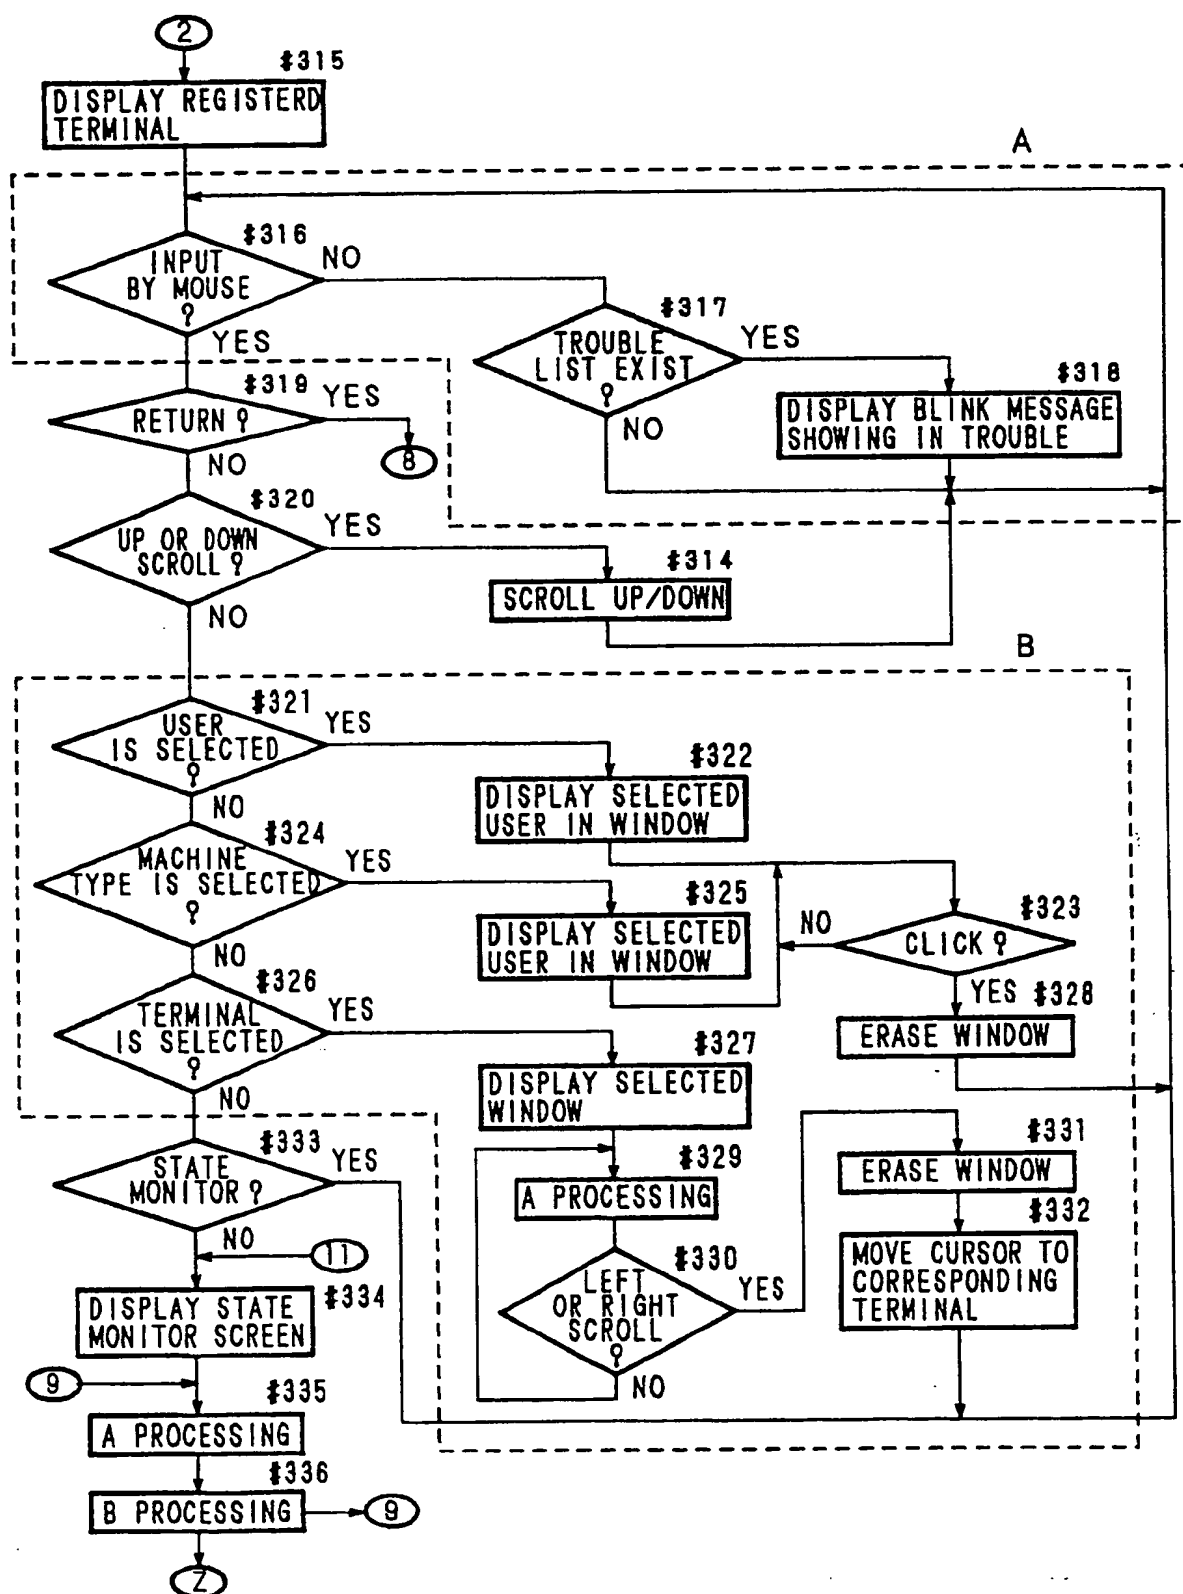 2
#315
DISPLAY REGISTERD
TERMINAL
A
#316
INPUT
BY MOUSE
?
NO
YES
#317
TROUBLE
LIST EXIST
?
YES
NO
#318
DISPLAY BLINK MESSAGE
SHOWING IN TROUBLE
#319
RETURN ?
YES
8
NO
#320
UP OR DOWN
SCROLL ?
YES
NO
#314
SCROLL UP/DOWN
B
#321
USER
IS SELECTED
?
YES
NO
#322
DISPLAY SELECTED
USER IN WINDOW
#324
MACHINE
TYPE IS SELECTED
?
YES
NO
#325
DISPLAY SELECTED
USER IN WINDOW
#323
CLICK ?
NO
YES
#328
ERASE WINDOW
#326
TERMINAL
IS SELECTED
?
YES
NO
#327
DISPLAY SELECTED
WINDOW
#329
A PROCESSING
#330
LEFT
OR RIGHT
SCROLL
?
YES
NO
#331
ERASE WINDOW
#332
MOVE CURSOR TO
CORRESPONDING
TERMINAL
#333
STATE
MONITOR ?
YES
NO
11
#334
DISPLAY STATE
MONITOR SCREEN
9
#335
A PROCESSING
#336
B PROCESSING
9
Z